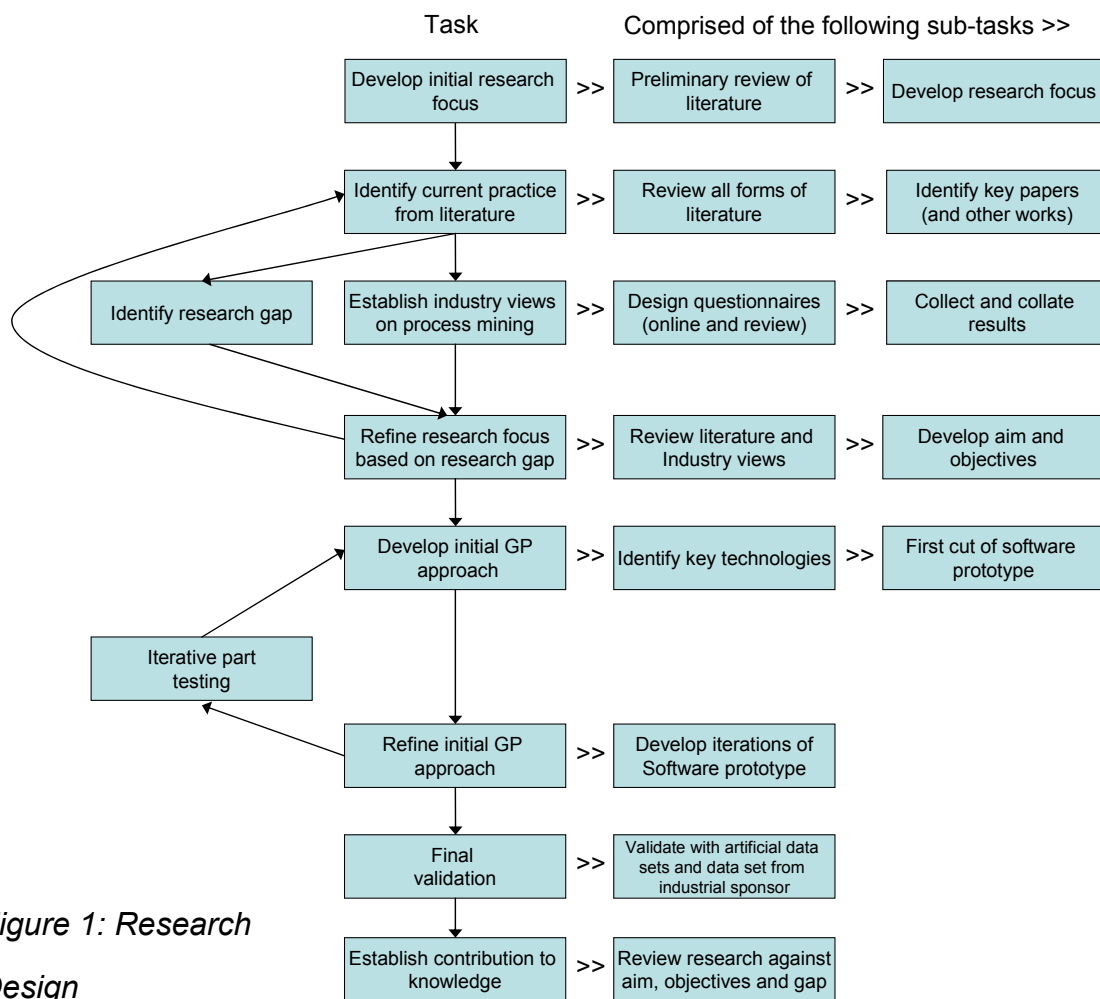 Task
Comprised of the following sub-tasks >>
Develop initial research
focus
>>
Preliminary review of
literature
>>
Develop research focus
Identify current practice
from literature
>>
Review all forms of
literature
>>
Identify key papers
(and other works)
Identify research gap
Establish industry views
on process mining
>>
Design questionnaires
(online and review)
>>
Collect and collate
results
Refine research focus
based on research gap
>>
Review literature and
Industry views
>>
Develop aim and
objectives
Develop initial GP
approach
>>
Identify key technologies
>>
First cut of software
prototype
Iterative part
testing
Refine initial GP
approach
>>
Develop iterations of
Software prototype
Final
validation
>>
Validate with artificial data
sets and data set from
industrial sponsor
Establish contribution to
knowledge
>>
Review research against
aim, objectives and gap
igure 1: Research
Design